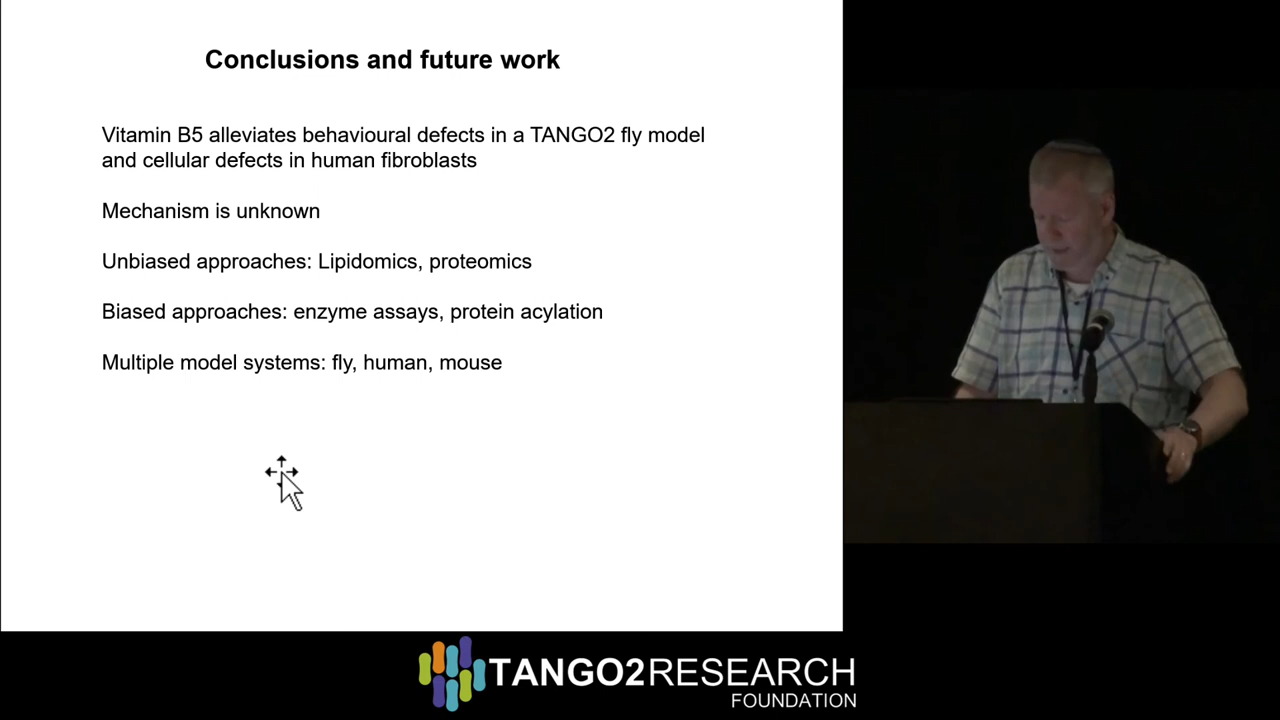 Conclusions and future work
Vitamin B5 alleviates behavioural defects in a TANGO2 fly model
and cellular defects in human fibroblasts
Mechanism is unknown
Unbiased approaches: Lipidomics, proteomics
Biased approaches: enzyme assays, protein acylation
Multiple model systems: fly, human, mouse
TANGO2RESEARCH
FOUNDATION